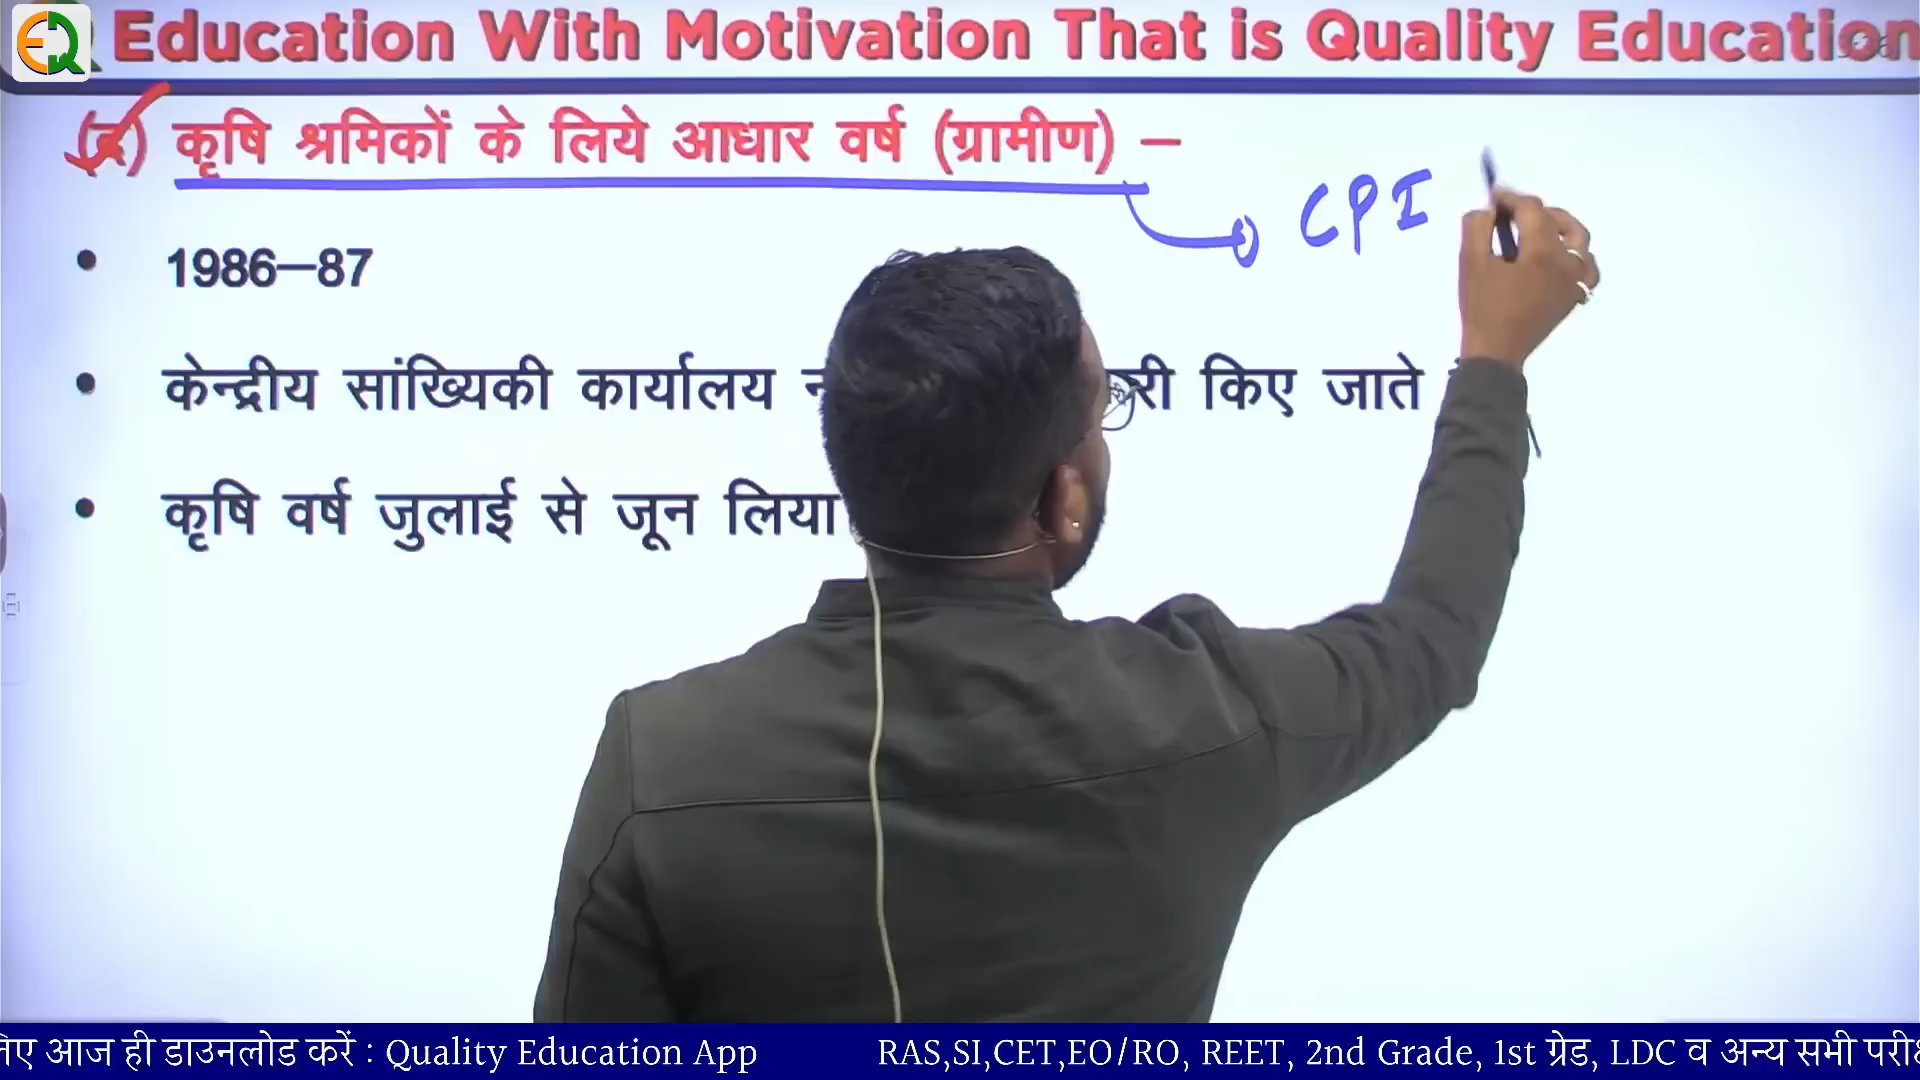 Education With Motivation That is Quality Education
(द) कृषि श्रमिकों के लिये आधार वर्ष (ग्रामीण) –
CPI
• 1986–87
• केन्द्रीय सांख्यिकी कार्यालय किए जाते
• कृषि वर्ष जुलाई से जून लिया
आज ही डाउनलोड करें : Quality Education App RAS,SI,CET,EO/RO, REET, 2nd Grade, 1st ग्रेड, LDC व अन्य सभी